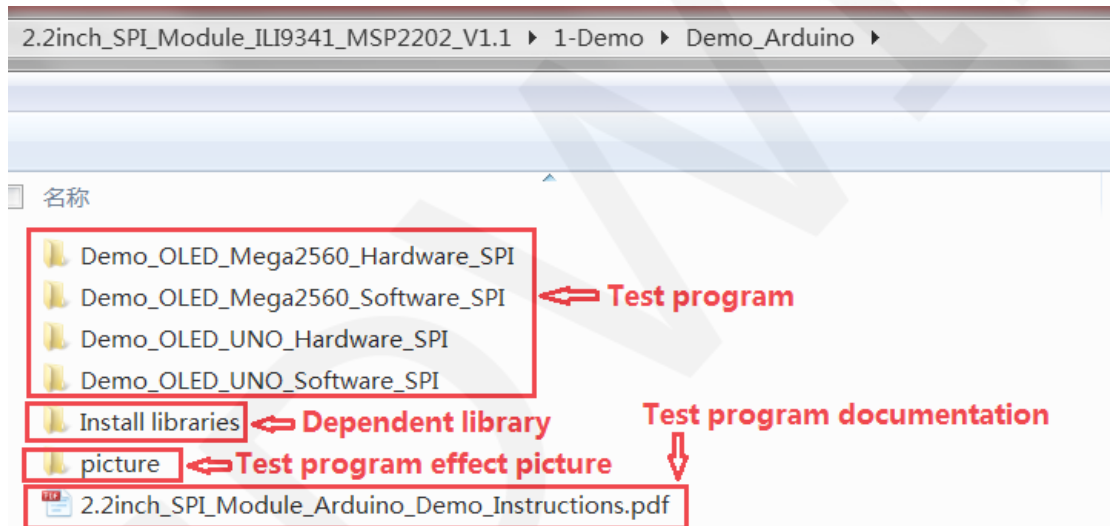 2.2inch_SPI_Module_ILI9341_MSP2202_V1.1 ▸ 1-Demo ▸ Demo_Arduino ▸
名称
Demo_OLED_Mega2560_Hardware_SPI
Demo_OLED_Mega2560_Software_SPI
Test program
Demo_OLED_UNO_Hardware_SPI
Demo_OLED_UNO_Software_SPI
Install libraries
Dependent library
Test program documentation
picture
Test program effect picture
2.2inch_SPI_Module_Arduino_Demo_Instructions.pdf